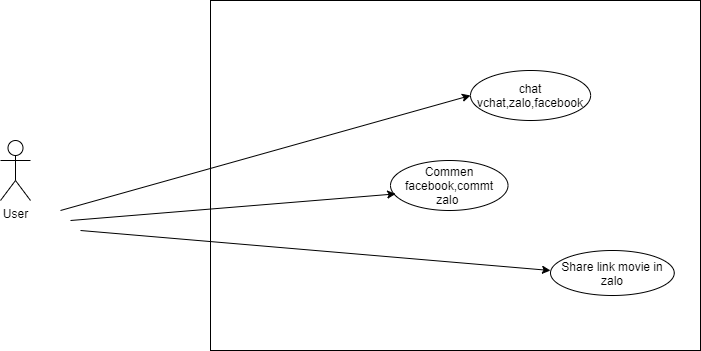 chat
vchat,zalo,facebook
Commen
facebook,commt
zalo
User
Share link movie in
zalo